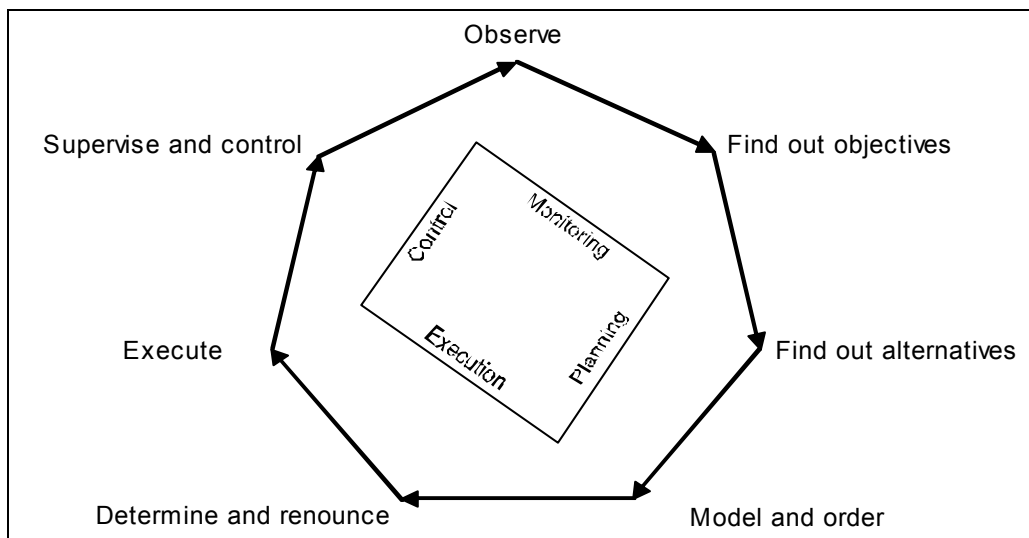 Observe
Supervise and control
Find out objectives
Control
Monitoring
Execute
Execution
Planning
Find out alternatives
Determine and renounce
Model and order